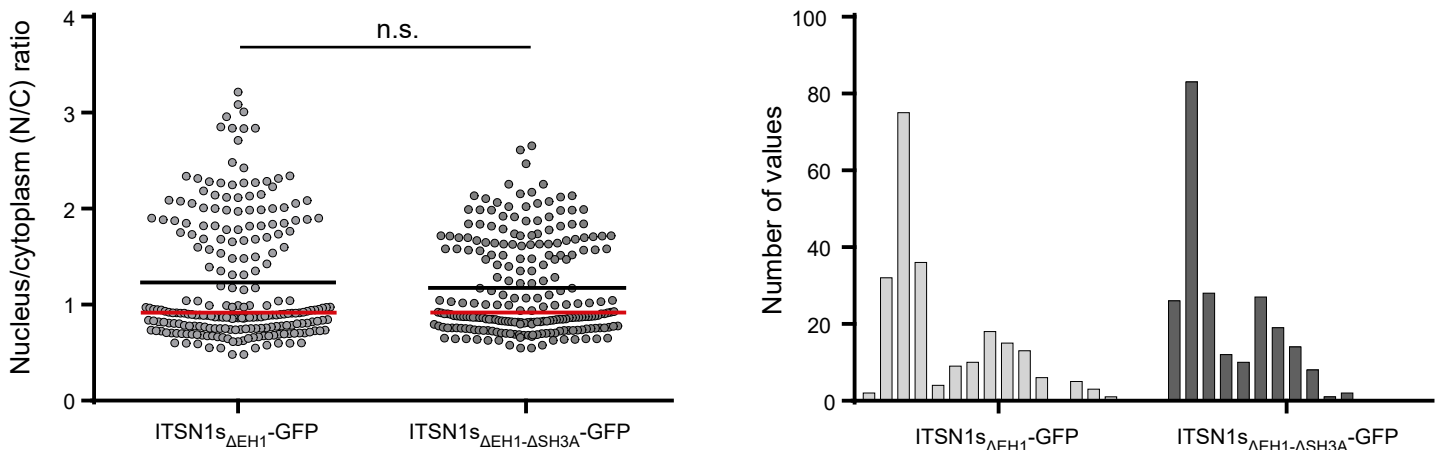 Nucleus/cytoplasm (N/C) ratio
4
3
2
1
0
n.s.
ITSN1sΔEH1-GFP
ITSN1sΔEH1-ΔSH3A-GFP
Number of values
100
80
60
40
20
0
ITSN1sΔEH1-GFP
ITSN1sΔEH1-ΔSH3A-GFP